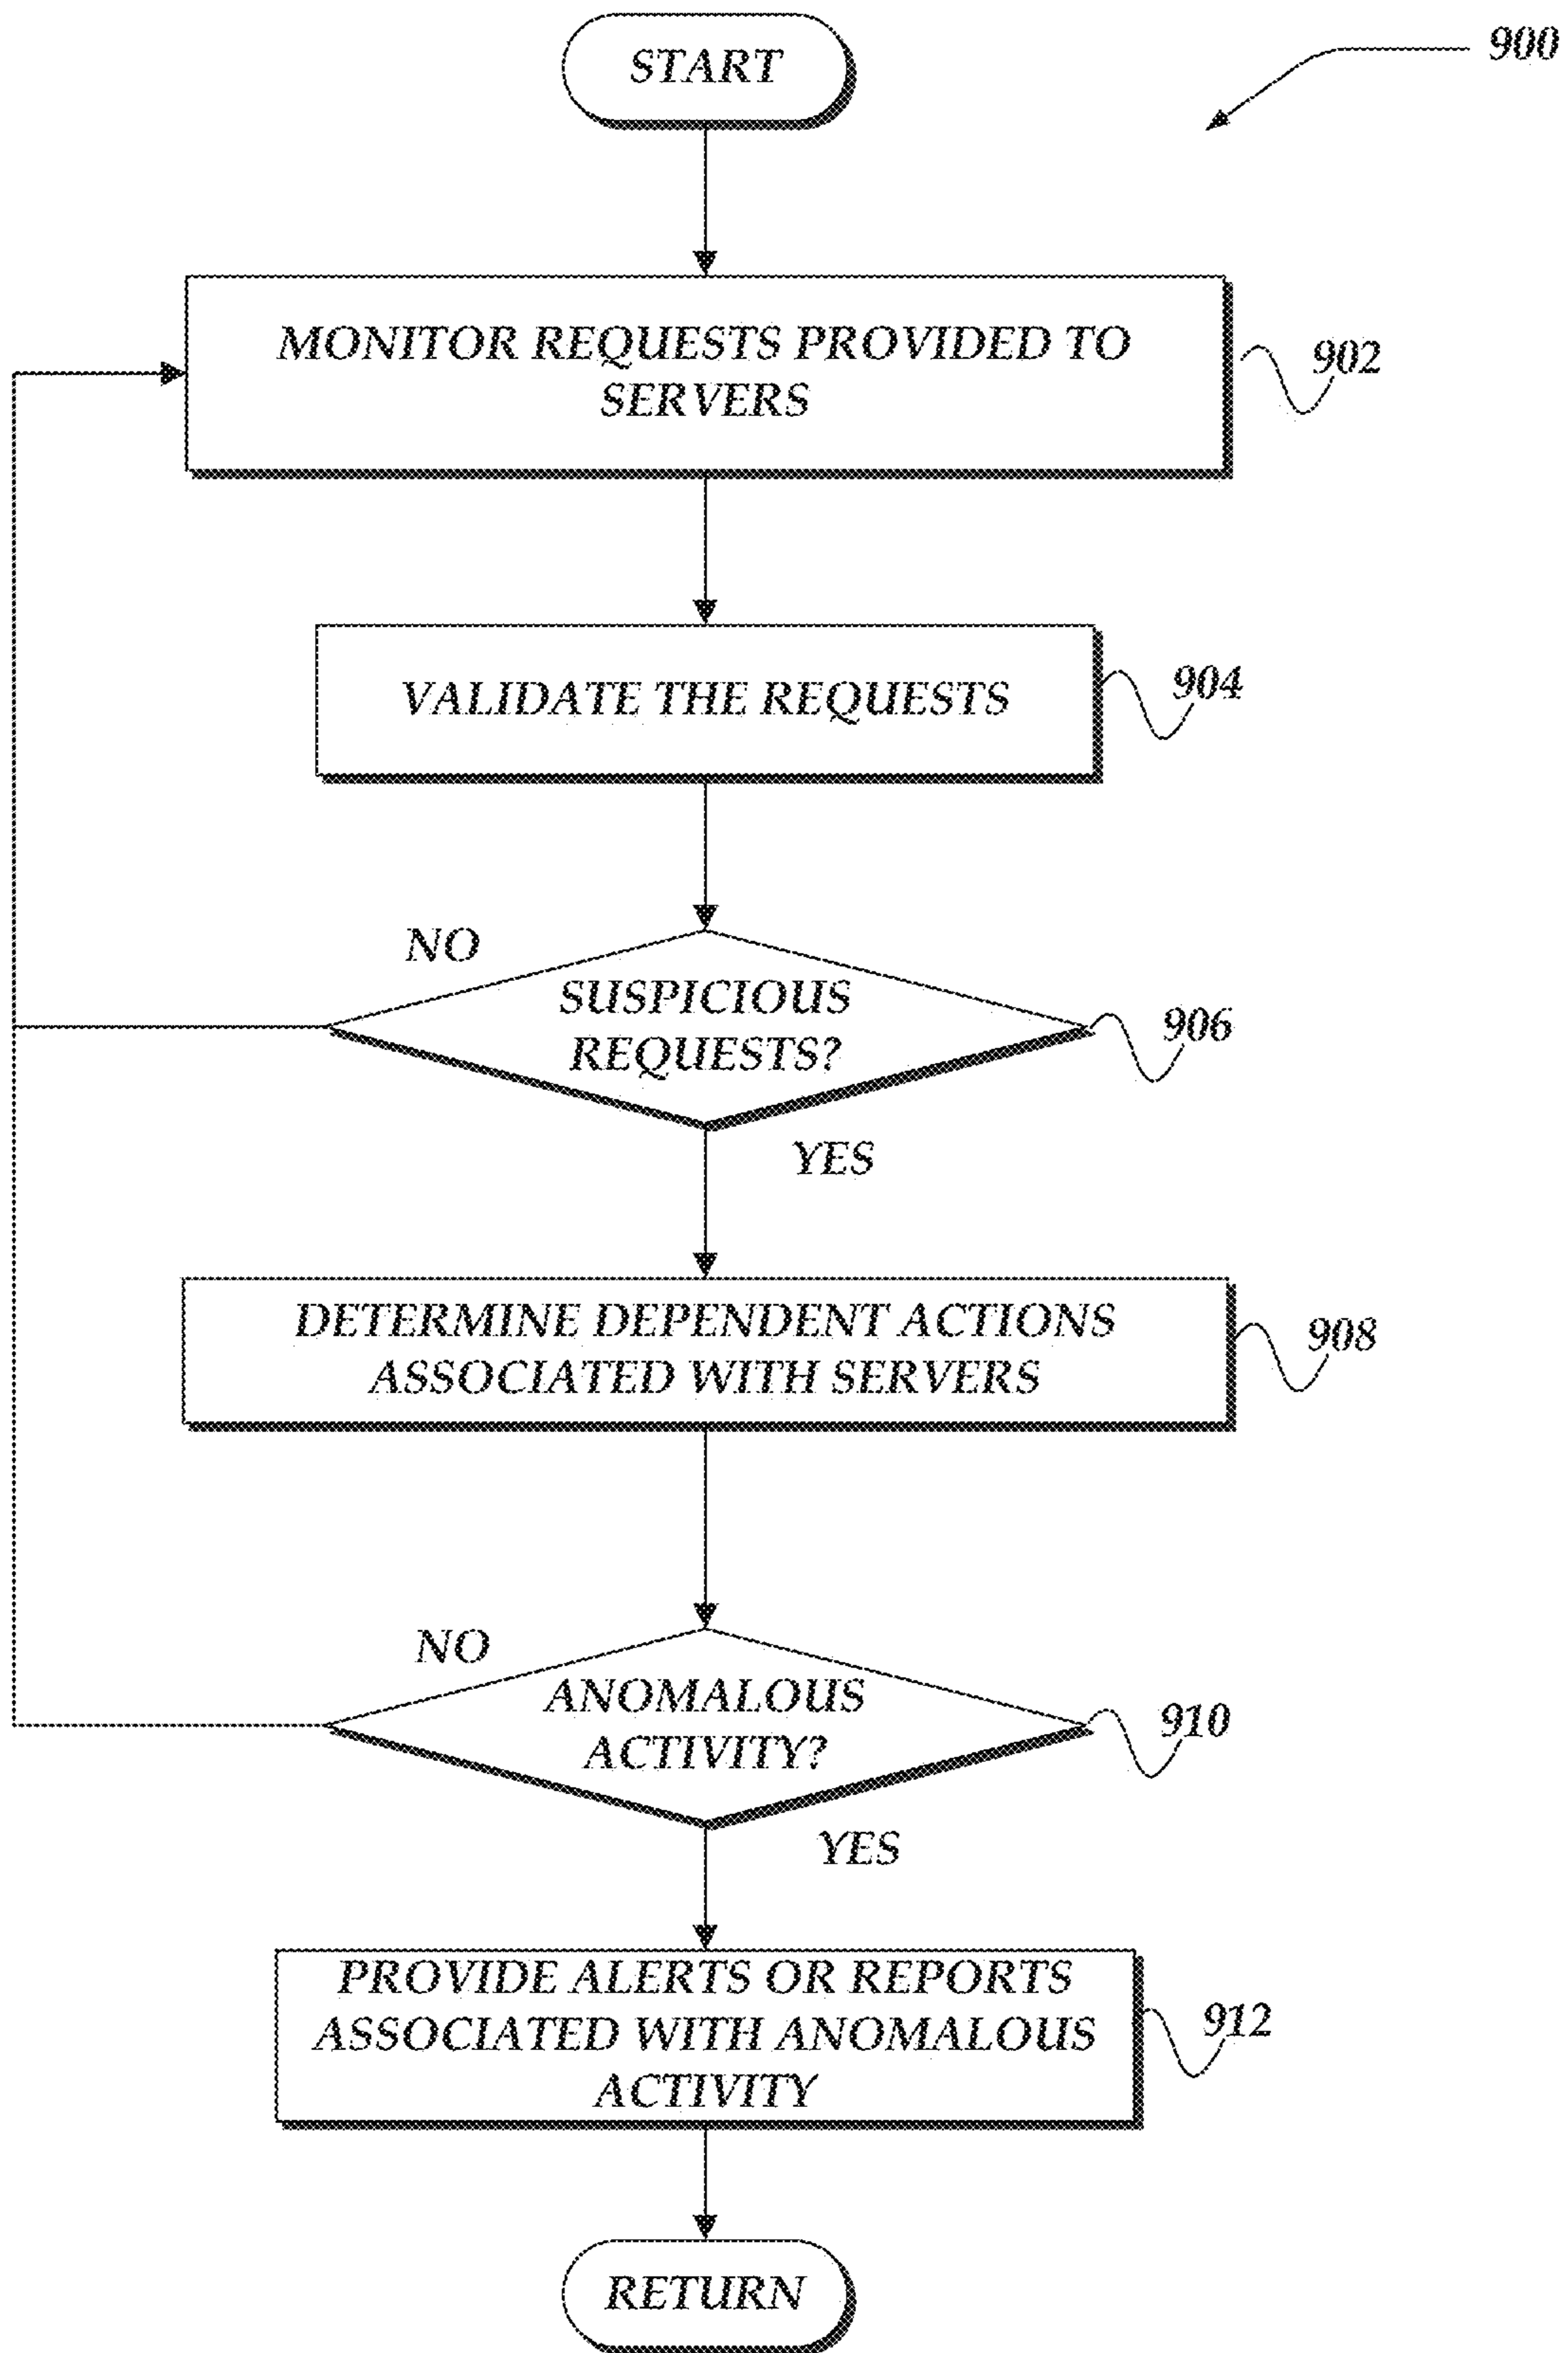 START
900
MONITOR REQUESTS PROVIDED TO
SERVERS
902
VALIDATE THE REQUESTS
904
NO
SUSPICIOUS
REQUESTS?
906
YES
DETERMINE DEPENDENT ACTIONS
ASSOCIATED WITH SERVERS
908
NO
ANOMALOUS
ACTIVITY?
910
YES
PROVIDE ALERTS OR REPORTS
ASSOCIATED WITH ANOMALOUS
ACTIVITY
912
RETURN